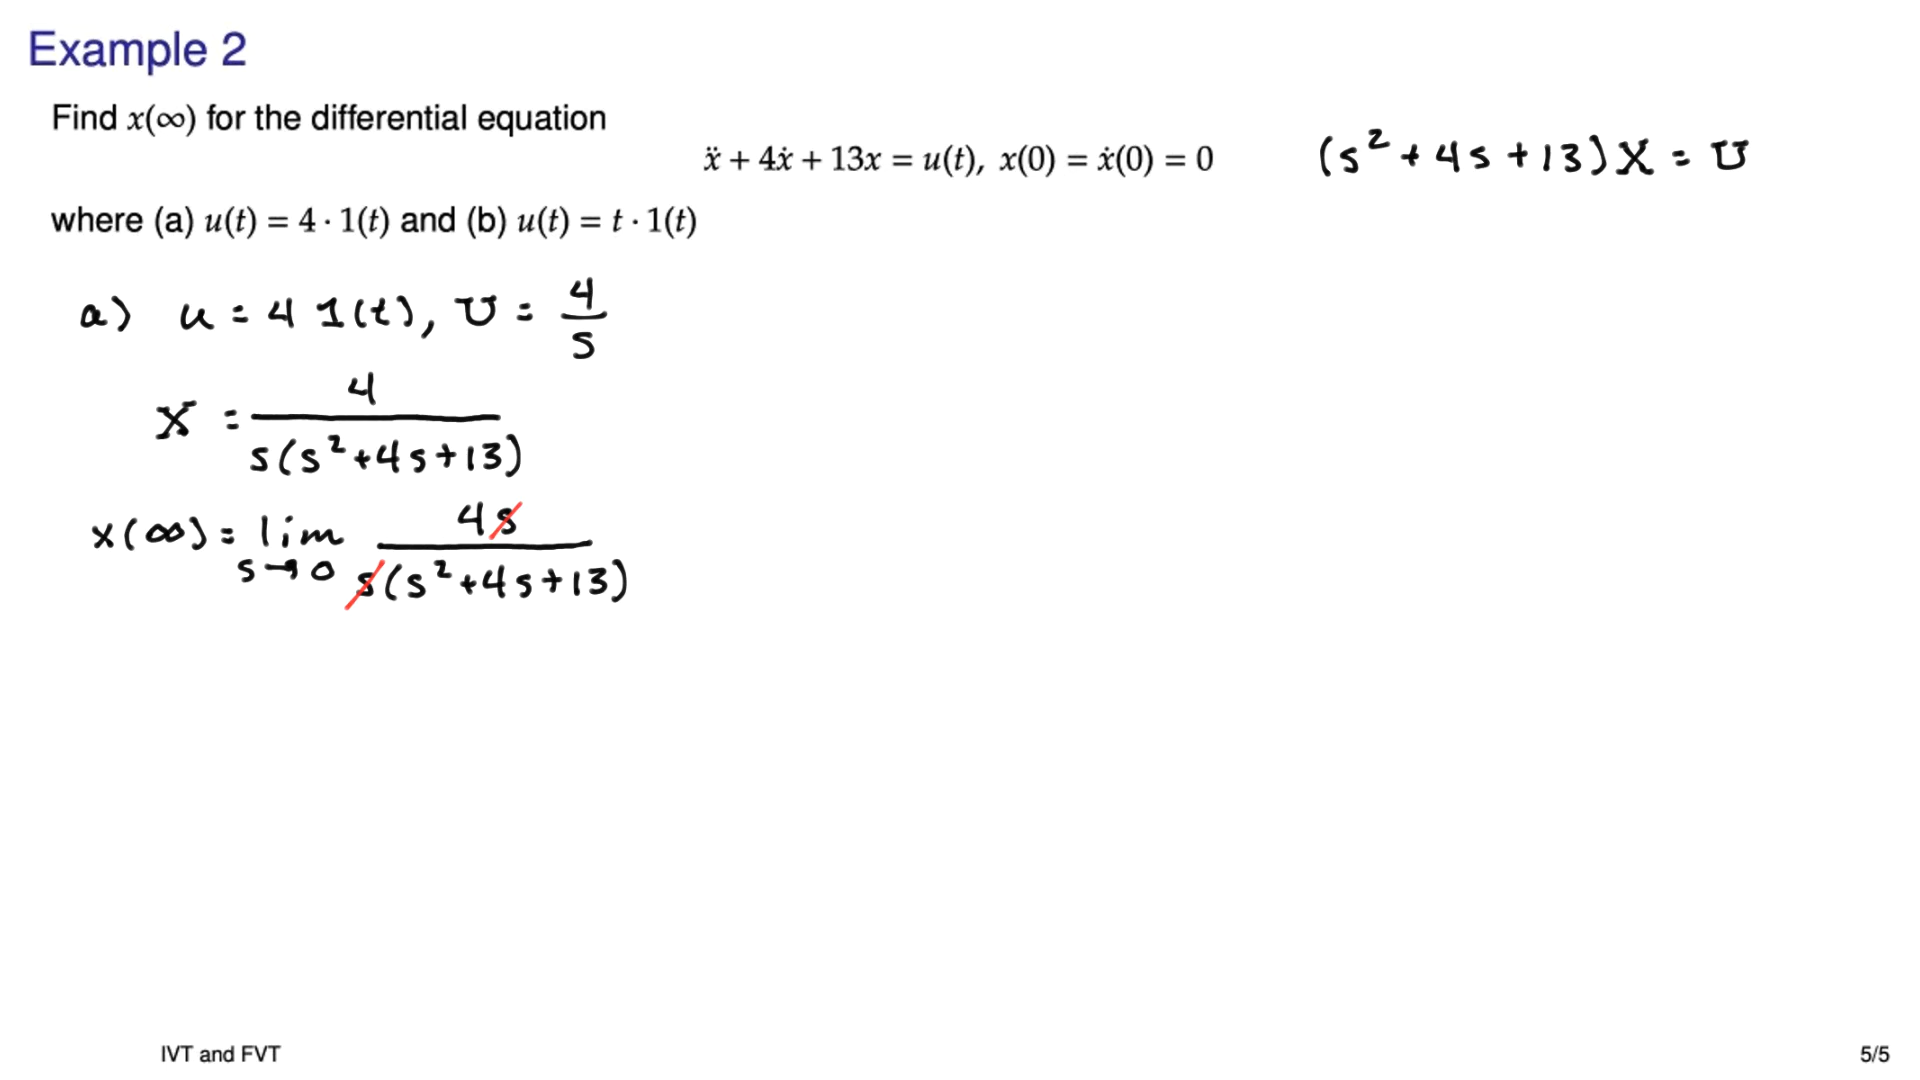 Example 2
Find x(∞) for the differential equation
ẍ + 4ẋ + 13x = u(t), x(0) = ẋ(0) = 0
(s² + 4s + 13)X = U
where (a) u(t) = 4 · 1(t) and (b) u(t) = t · 1(t)
a) u = 4 1(t), U = 4/s
X = 4/(s(s²+4s+13))
x(∞) = lim s→0 4s/(s(s²+4s+13))
IVT and FVT
5/5